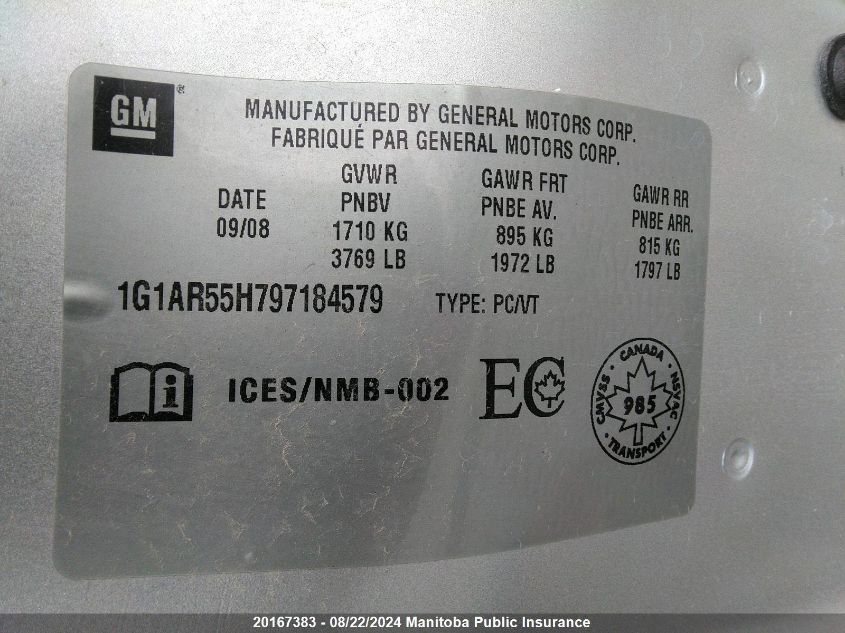 GM ®
MANUFACTURED BY GENERAL MOTORS CORP.
FABRIQUÉ PAR GENERAL MOTORS CORP.
DATE
09/08
GVWR
PNBV
1710 KG
3769 LB
GAWR FRT
PNBE AV.
895 KG
1972 LB
GAWR RR
PNBE ARR.
815 KG
1797 LB
1G1AR55H797184579 TYPE: PC/VT
i ICES/NMB-002 EC
CANADA
CMVSS
NSVAC
985
TRANSPORT
20167383 - 08/22/2024 Manitoba Public Insurance